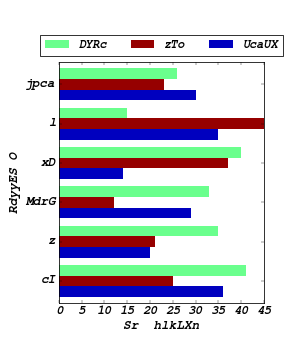 DYRc zTo UcaUX
jpca
l
xD
MdrG
z
cI
RdyyES O
0 5 10 15 20 25 30 35 40 45
Sr hlkLXn